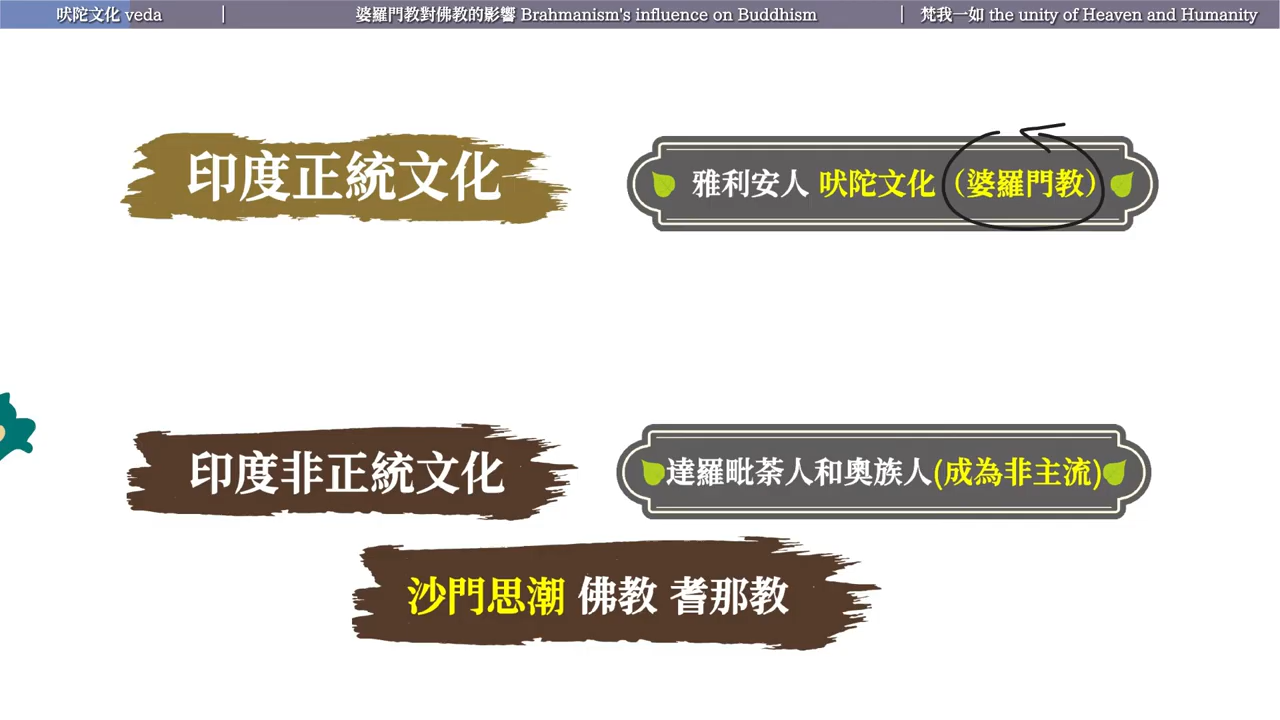 吠陀文化 veda | 婆羅門教對佛教的影響 Brahmanism's influence on Buddhism | 梵我一如 the unity of Heaven and Humanity
印度正統文化
雅利安人 吠陀文化（婆羅門教）
印度非正統文化
達羅毗荼人和奧族人(成為非主流)
沙門思潮 佛教 耆那教